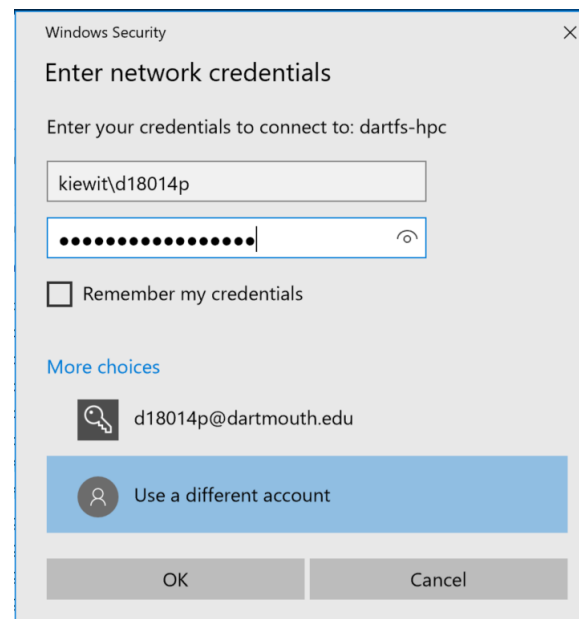 Windows Security
Enter network credentials
Enter your credentials to connect to: dartfs-hpc
kiewit\d18014p
●●●●●●●●●●●●●●●●●
Remember my credentials
More choices
d18014p@dartmouth.edu
Use a different account
OK
Cancel